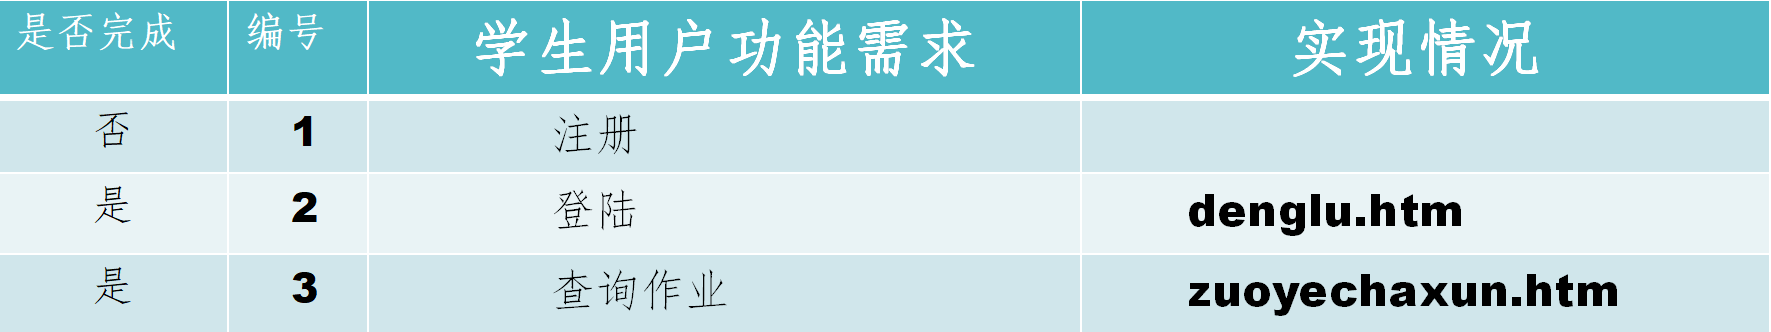 是否完成 编号 学生用户功能需求 实现情况
否 1 注册
是 2 登陆 denglu.htm
是 3 查询作业 zuoyechaxun.htm